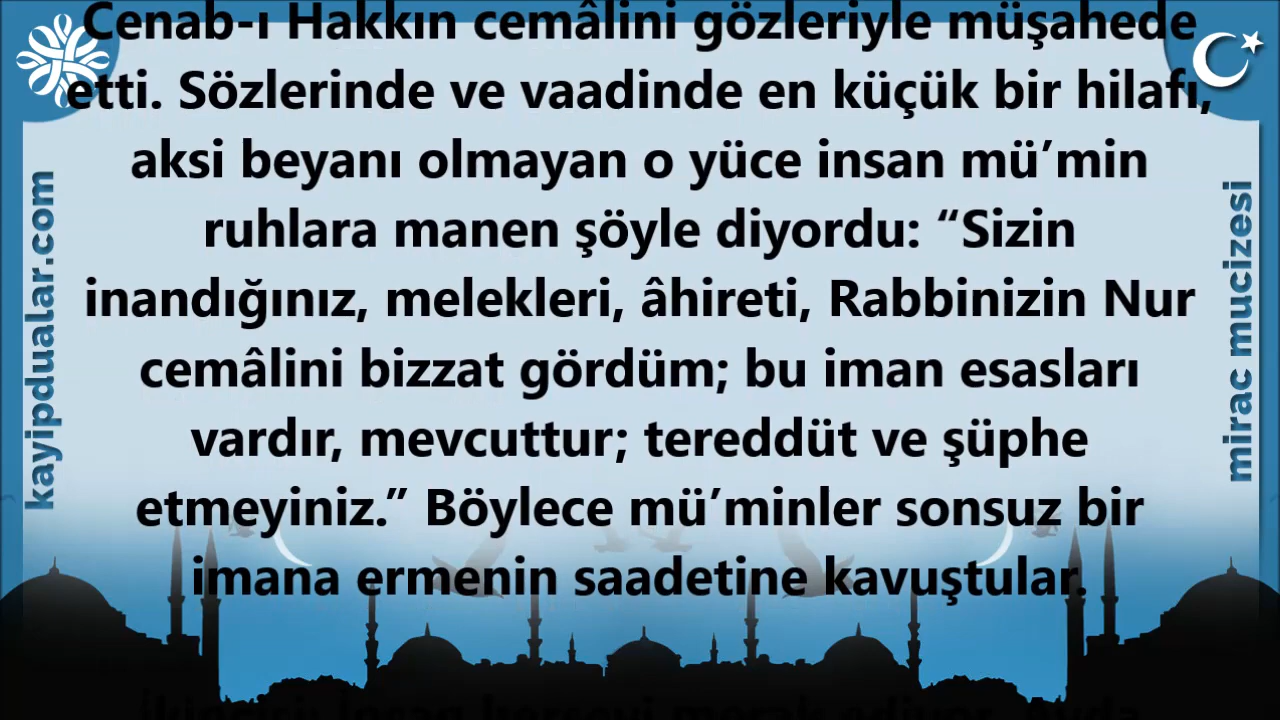 Cenab-ı Hakkın cemâlini gözleriyle müşahede
etti. Sözlerinde ve vaadinde en küçük bir hilafı,
aksi beyanı olmayan o yüce insan mü’min
ruhlara manen şöyle diyordu: “Sizin
inandığınız, melekleri, âhireti, Rabbinizin Nur
cemâlini bizzat gördüm; bu iman esasları
vardır, mevcuttur; tereddüt ve şüphe
etmeyiniz.” Böylece mü’minler sonsuz bir
imana ermenin saadetine kavuştular.
kayipdualar.com
mirac mucizesi